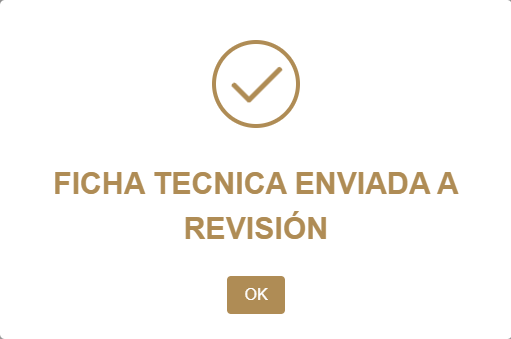 FICHA TECNICA ENVIADA A
REVISIÓN
OK